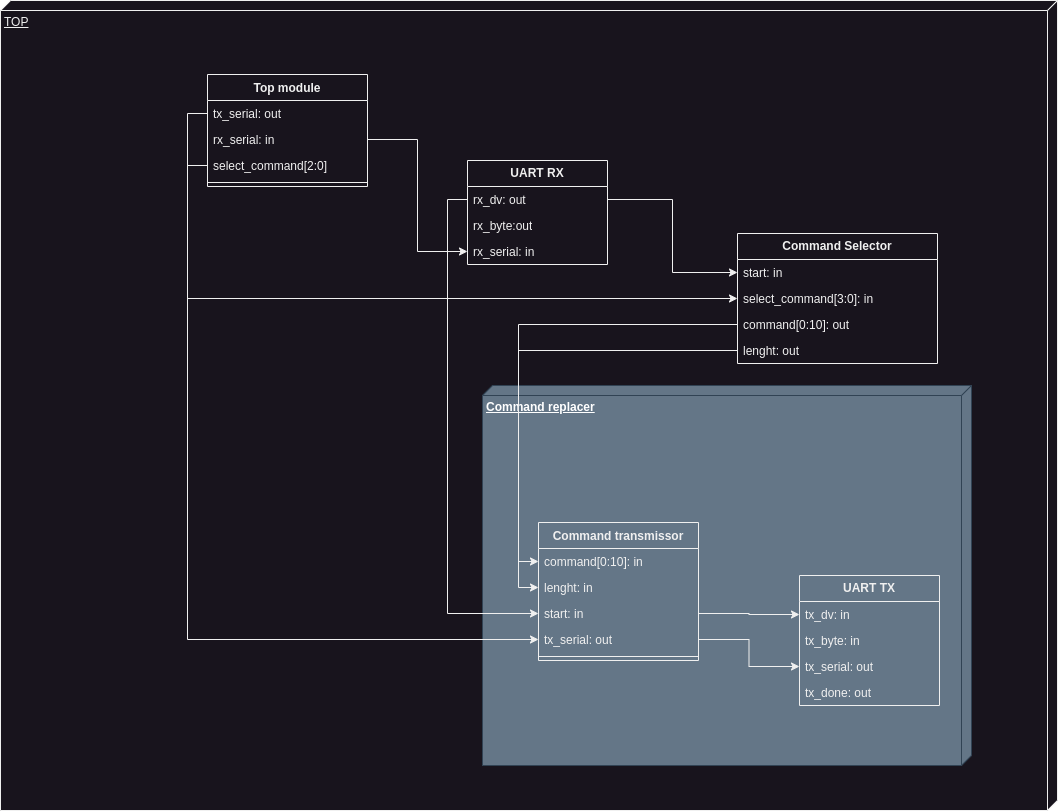 TOP
Top module
tx_serial: out
rx_serial: in
select_command[2:0]
UART RX
rx_dv: out
rx_byte:out
rx_serial: in
Command Selector
start: in
select_command[3:0]: in
command[0:10]: out
lenght: out
Command replacer
Command transmissor
command[0:10]: in
lenght: in
start: in
tx_serial: out
UART TX
tx_dv: in
tx_byte: in
tx_serial: out
tx_done: out